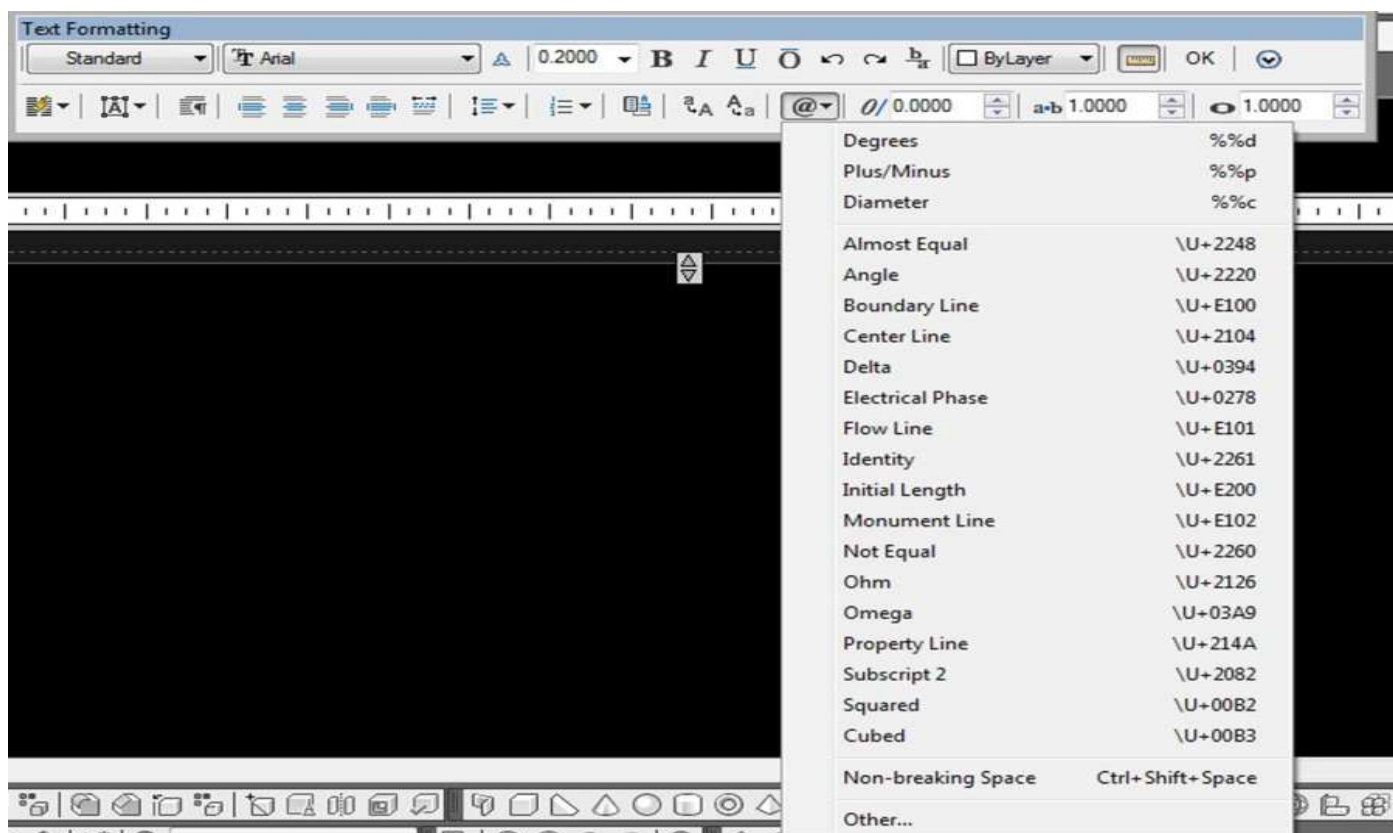 Text Formatting
Standard Arial 0.2000 B I U O b/a ByLayer OK
@ 0/ 0.0000 a•b 1.0000 1.0000
Degrees %%d
Plus/Minus %%p
Diameter %%c
Almost Equal \U+2248
Angle \U+2220
Boundary Line \U+E100
Center Line \U+2104
Delta \U+0394
Electrical Phase \U+0278
Flow Line \U+E101
Identity \U+2261
Initial Length \U+E200
Monument Line \U+E102
Not Equal \U+2260
Ohm \U+2126
Omega \U+03A9
Property Line \U+214A
Subscript 2 \U+2082
Squared \U+00B2
Cubed \U+00B3
Non-breaking Space Ctrl+Shift+Space
Other...